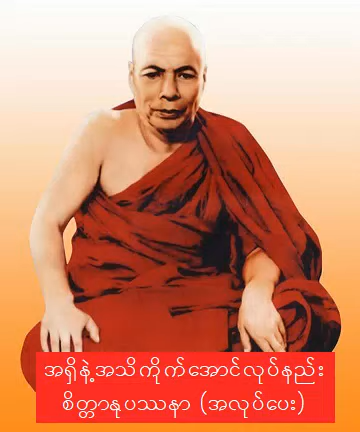 အရှိနဲ့အသိကိုက်အောင်လုပ်နည်း
စိတ္တာနုပဿနာ (အလုပ်ပေး)